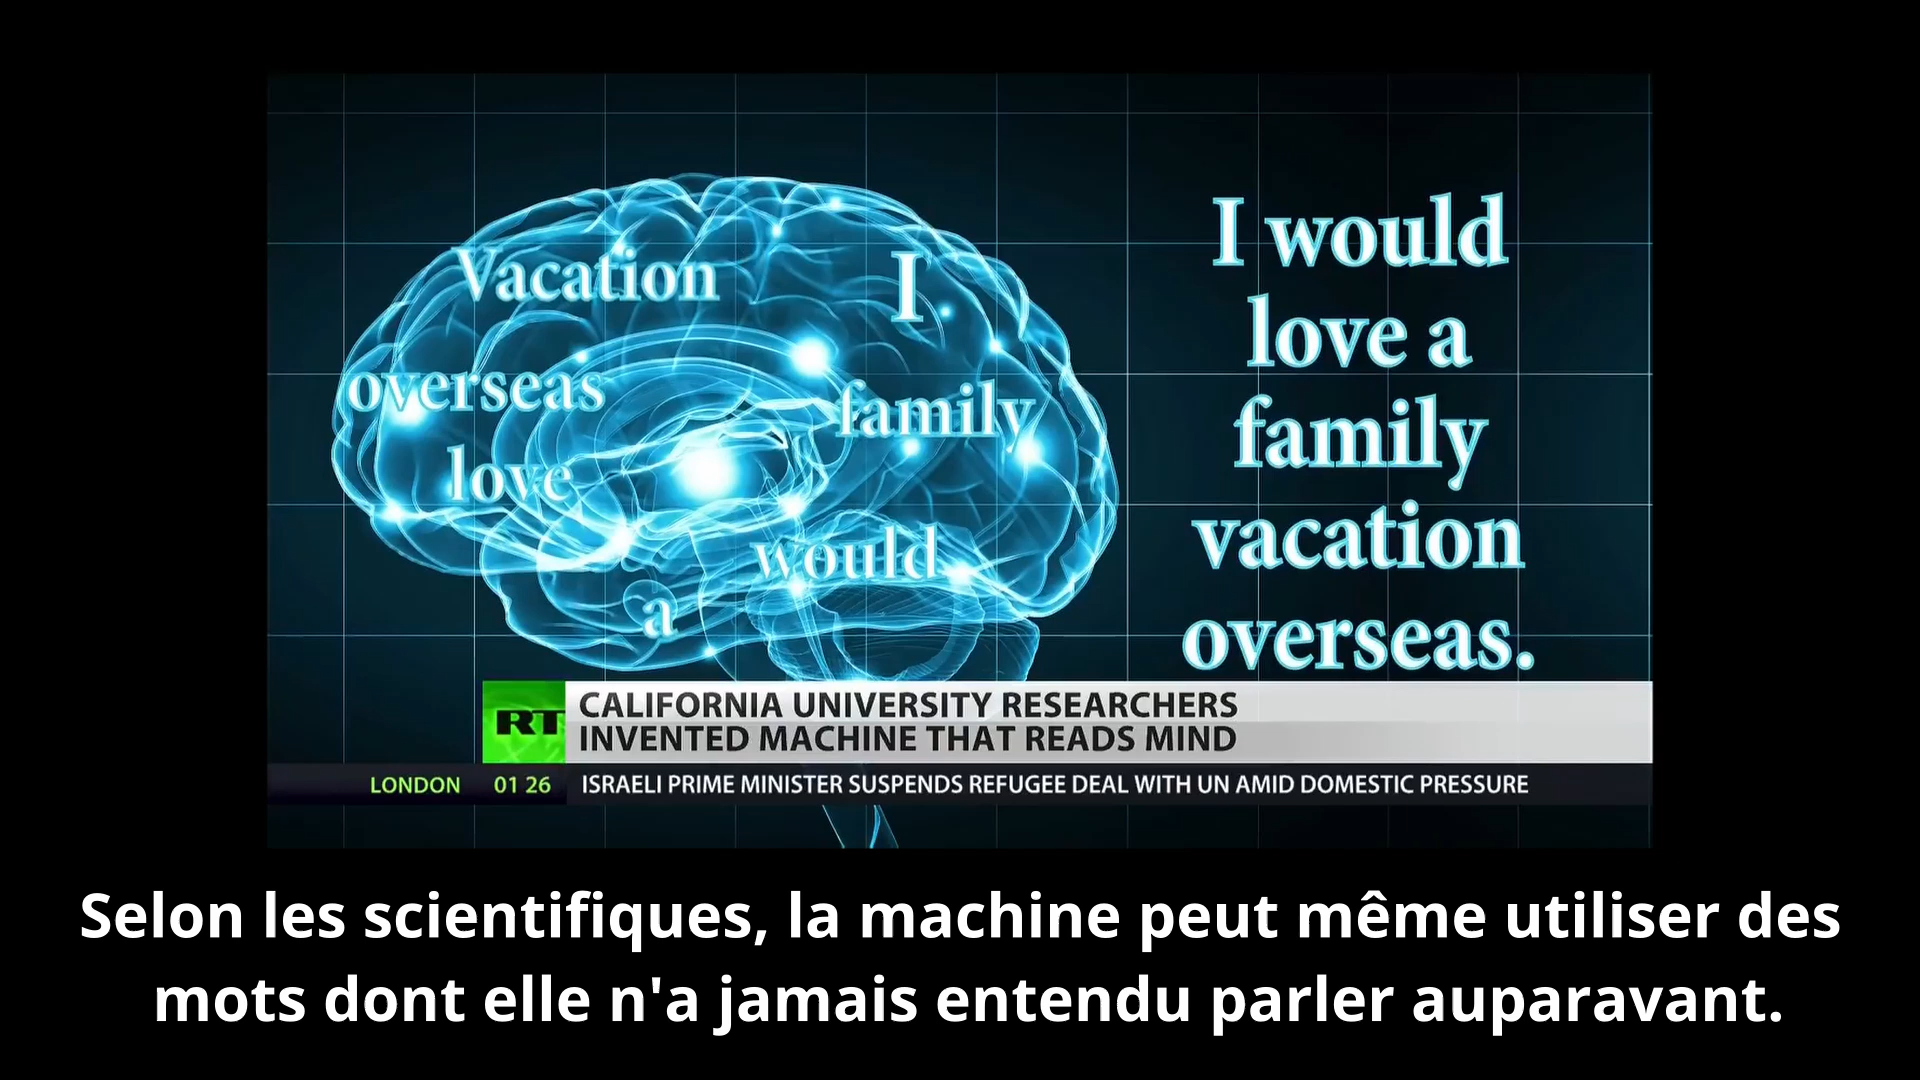 Vacation
I
overseas
family
love
would
a
I would
love a
family
vacation
overseas.
RT
CALIFORNIA UNIVERSITY RESEARCHERS
INVENTED MACHINE THAT READS MIND
LONDON 01 26 ISRAELI PRIME MINISTER SUSPENDS REFUGEE DEAL WITH UN AMID DOMESTIC PRESSURE
Selon les scientifiques, la machine peut même utiliser des
mots dont elle n'a jamais entendu parler auparavant.